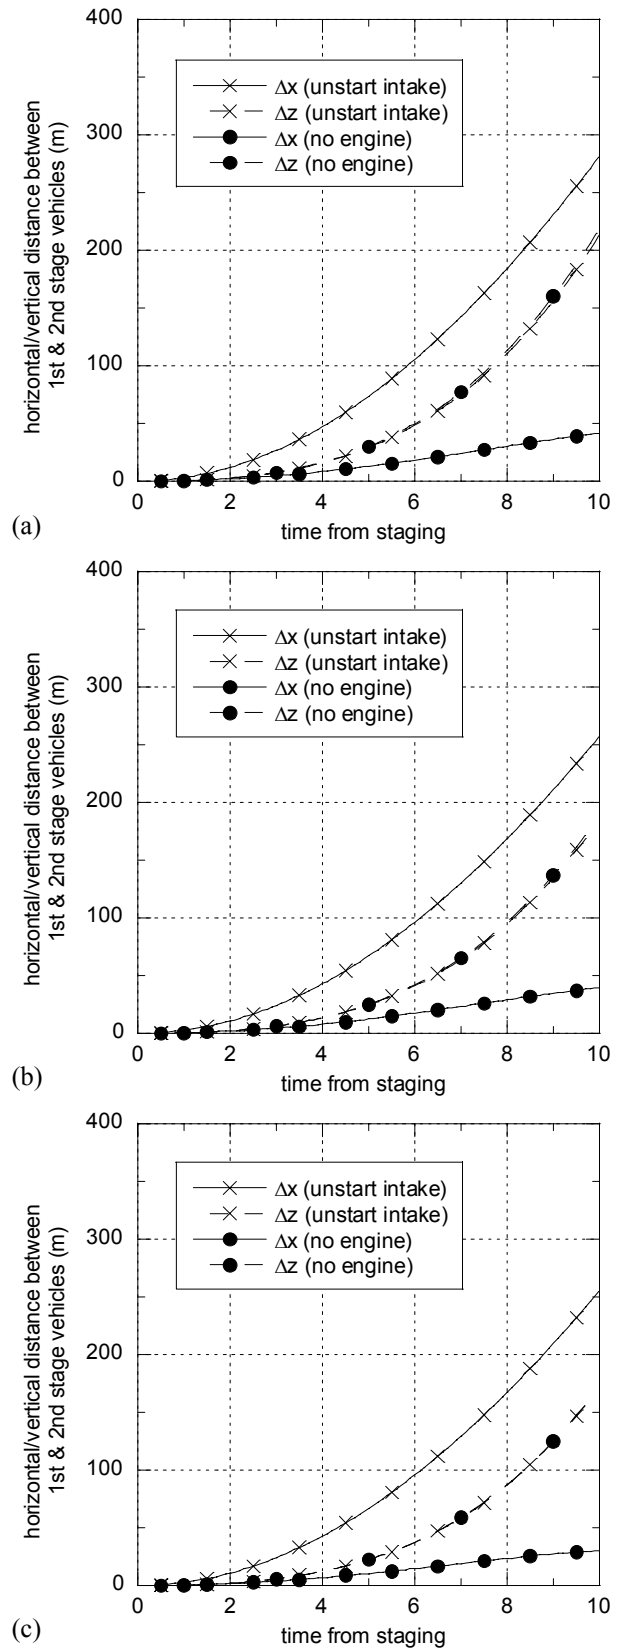 400
300
200
100
0
horizontal/vertical distance between
1st & 2nd stage vehicles (m)
Δx (unstart intake)
Δz (unstart intake)
Δx (no engine)
Δz (no engine)
0 2 4 6 8 10
time from staging
(a)
400
300
200
100
0
horizontal/vertical distance between
1st & 2nd stage vehicles (m)
Δx (unstart intake)
Δz (unstart intake)
Δx (no engine)
Δz (no engine)
0 2 4 6 8 10
time from staging
(b)
400
300
200
100
0
horizontal/vertical distance between
1st & 2nd stage vehicles (m)
Δx (unstart intake)
Δz (unstart intake)
Δx (no engine)
Δz (no engine)
0 2 4 6 8 10
time from staging
(c)